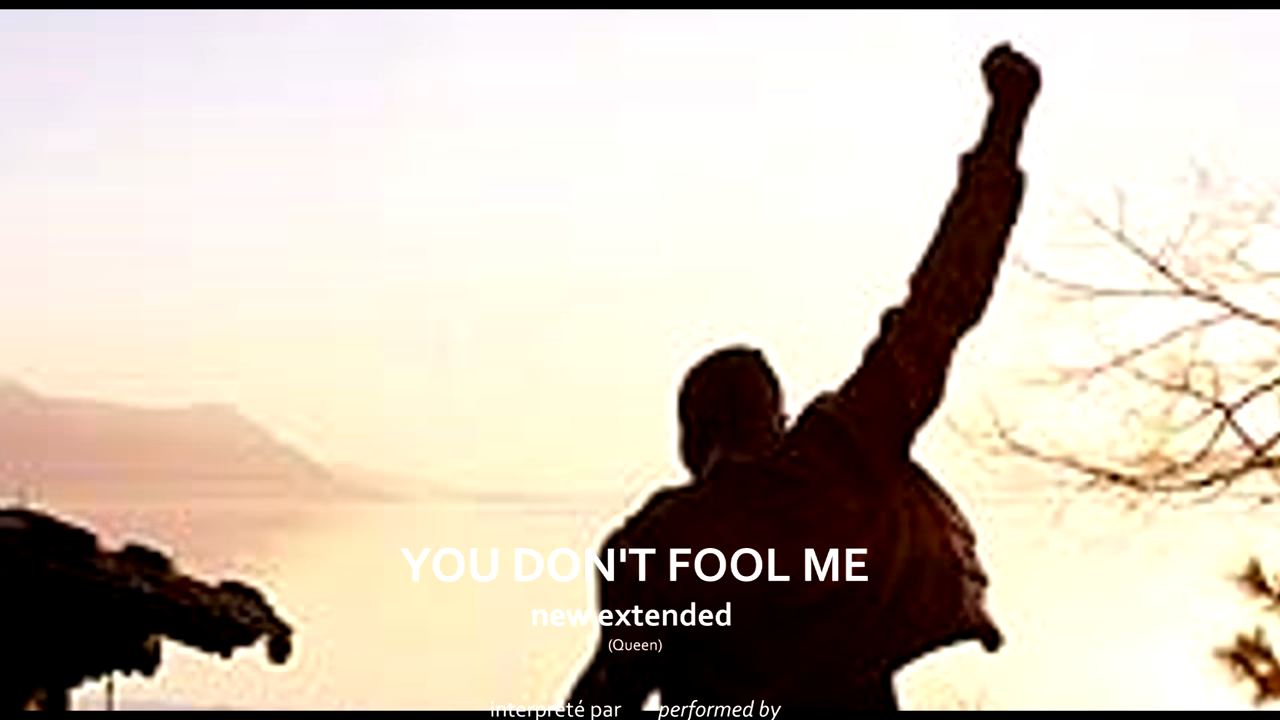 YOU DON'T FOOL ME
new extended
(Queen)
interprété par performed by